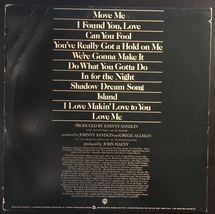 Move Me
I Found You, Love
Can You Fool
You've Really Got a Hold on Me
We're Gonna Make It
Do What You Gotta Do
In for the Night
Shadow Dream Song
Island
I Love Makin' Love to You
Love Me
PRODUCED BY JOHNNY SANDLIN
produced by JOHNNY SANDLIN and GREGG ALLMAN
produced by JOHN HAENY